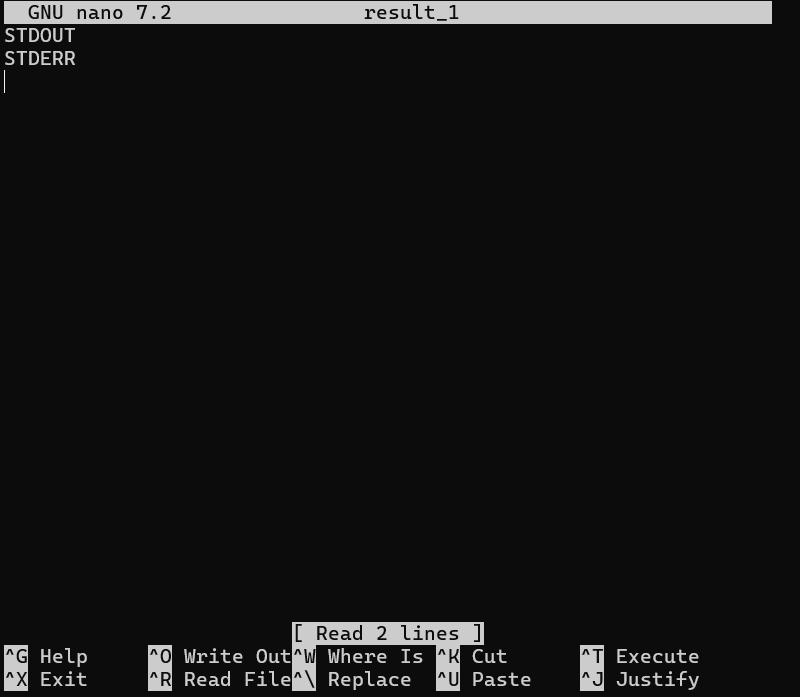 GNU nano 7.2 result_1
STDOUT
STDERR
[ Read 2 lines ]
^G Help ^O Write Out ^W Where Is ^K Cut ^T Execute
^X Exit ^R Read File ^\ Replace ^U Paste ^J Justify